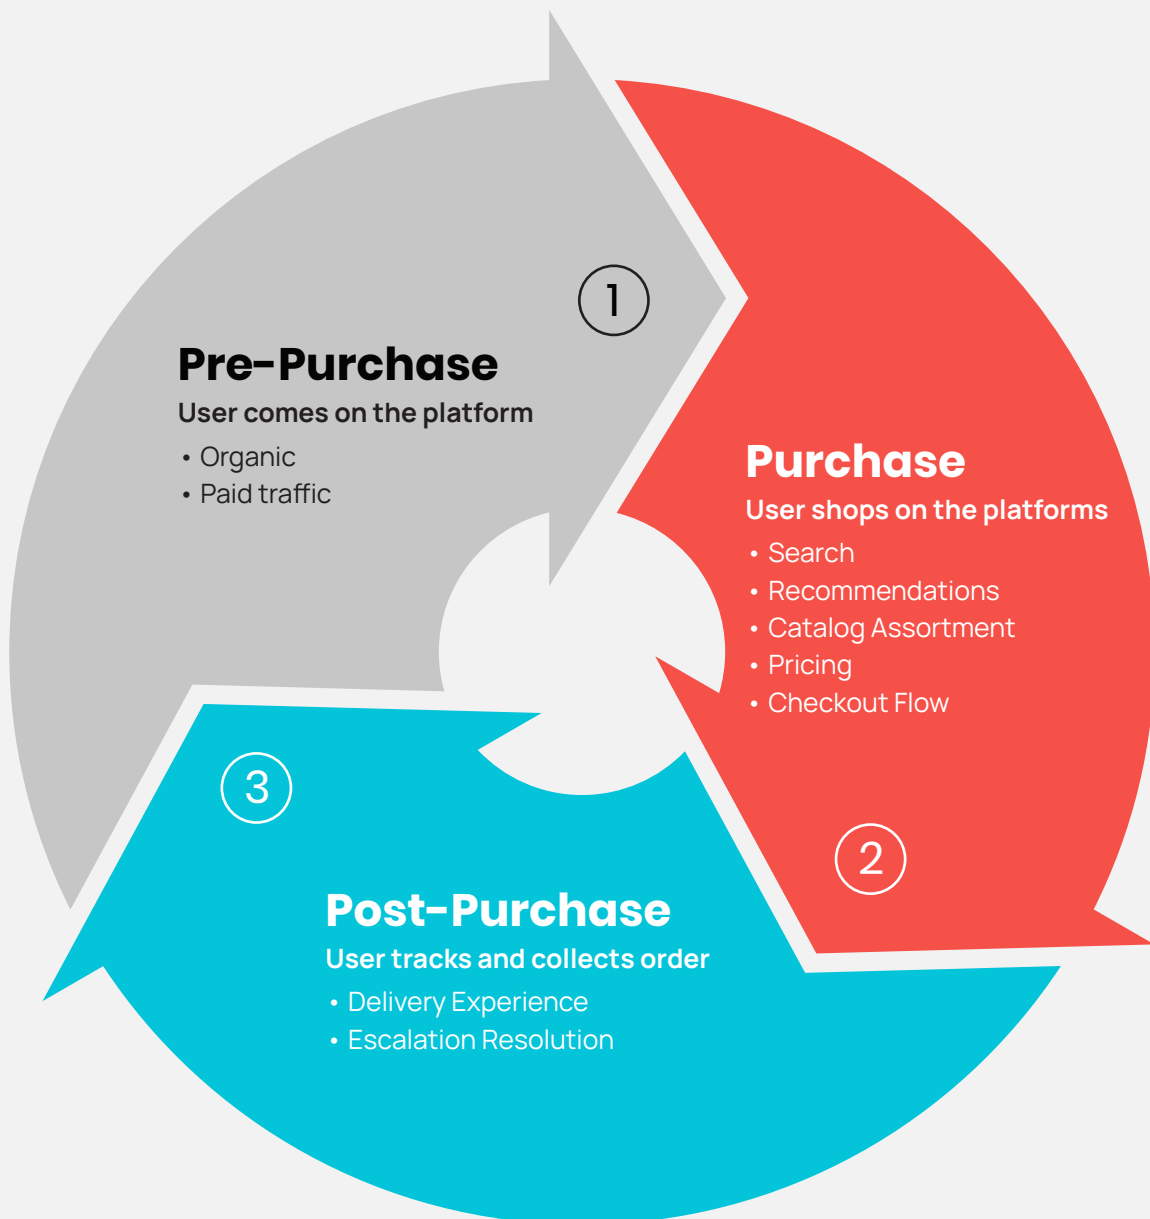 1
Pre-Purchase
User comes on the platform
• Organic
• Paid traffic
Purchase
User shops on the platforms
• Search
• Recommendations
• Catalog Assortment
• Pricing
• Checkout Flow
2
3
Post-Purchase
User tracks and collects order
• Delivery Experience
• Escalation Resolution